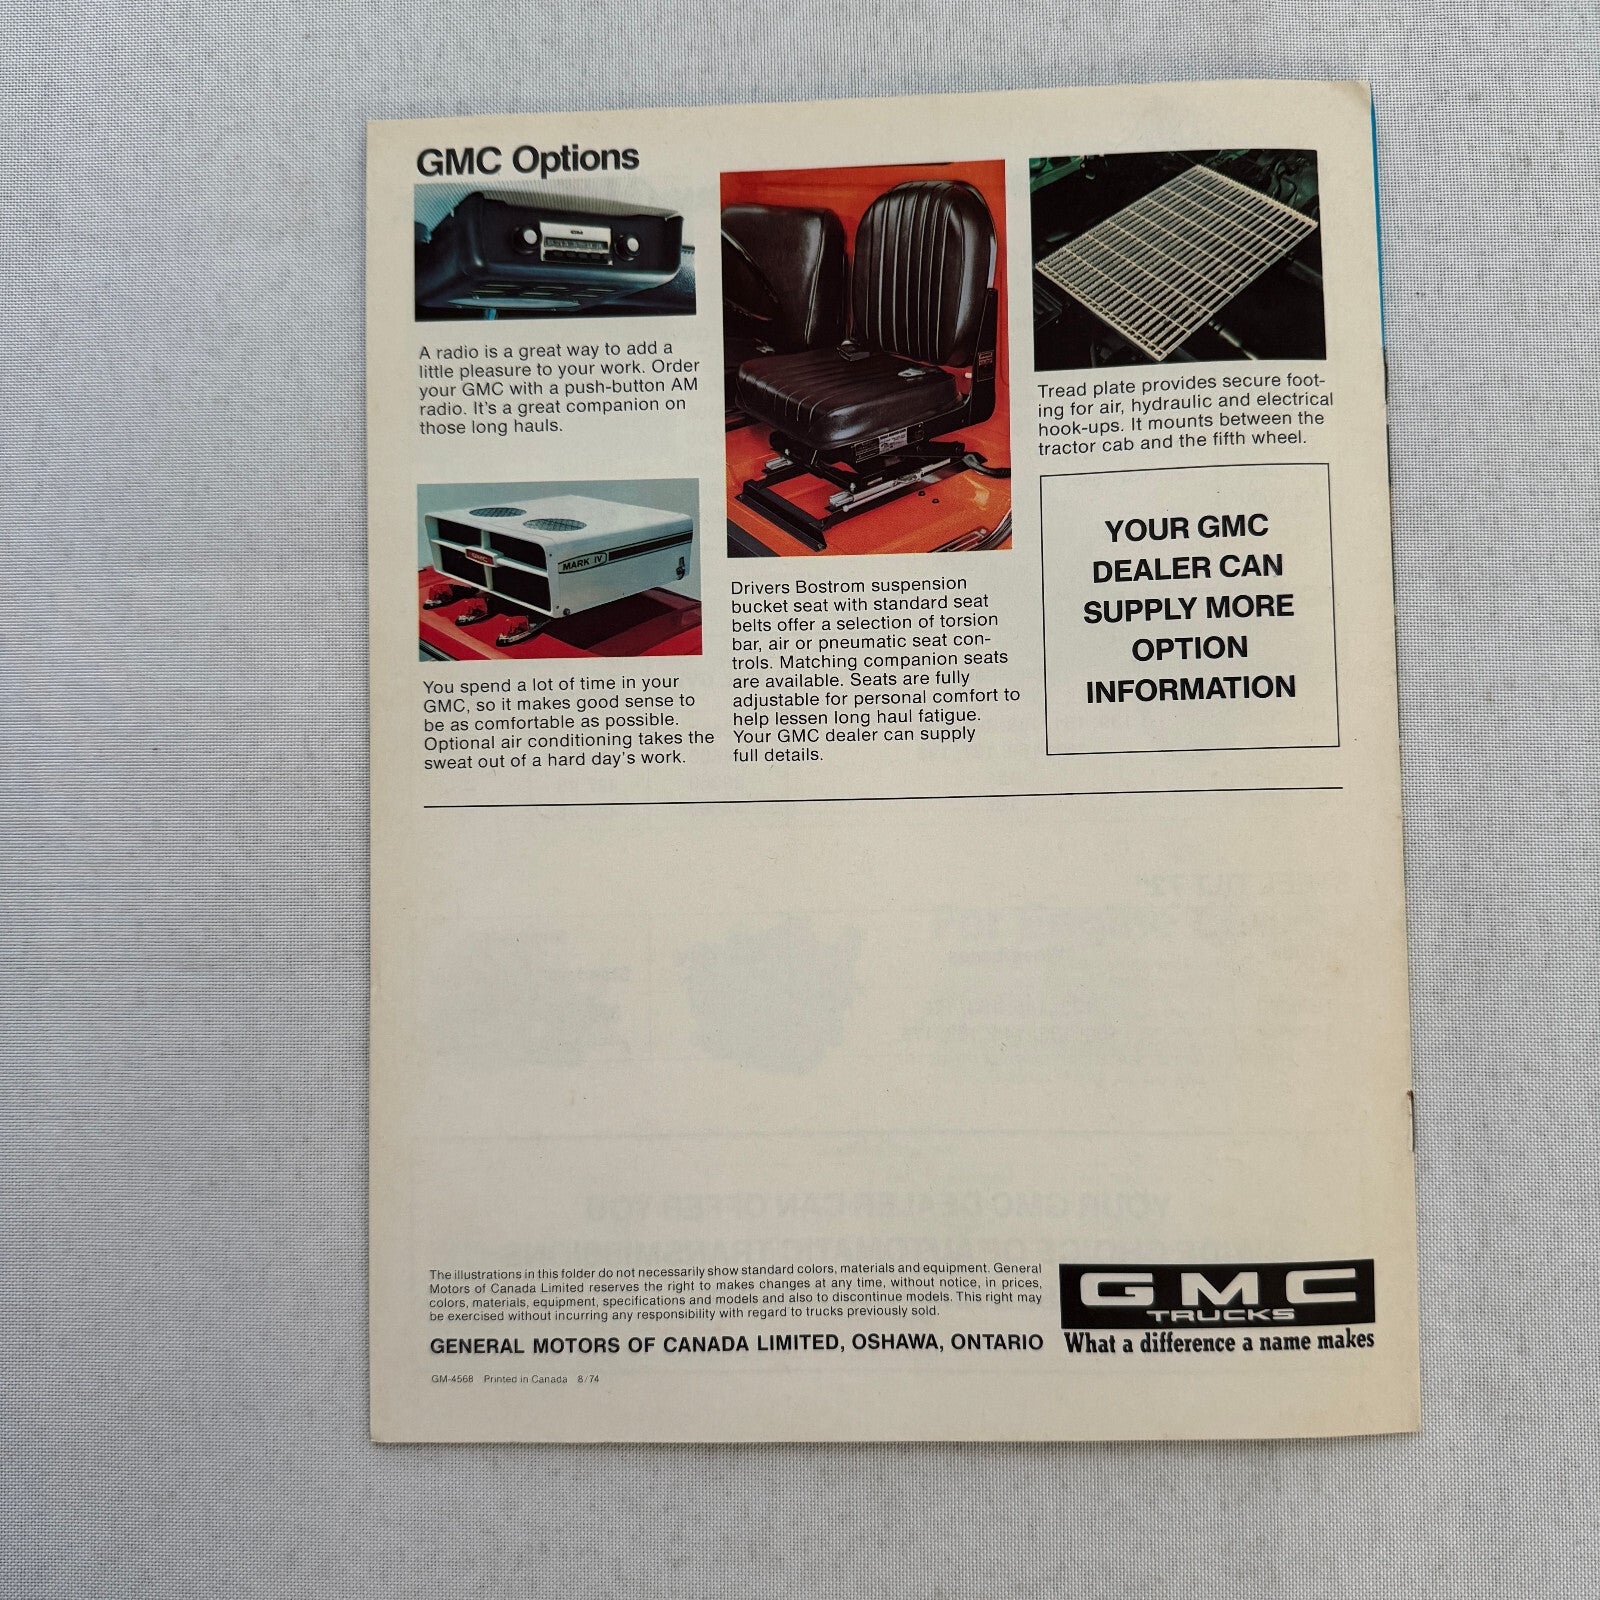 GMC Options
A radio is a great way to add a
little pleasure to your work. Order
your GMC with a push-button AM
radio. It's a great companion on
those long hauls.
GMC
MARK IV
You spend a lot of time in your
GMC, so it makes good sense to
be as comfortable as possible.
Optional air conditioning takes the
sweat out of a hard day's work.
Drivers Bostrom suspension
bucket seat with standard seat
belts offer a selection of torsion
bar, air or pneumatic seat con-
trols. Matching companion seats
are available. Seats are fully
adjustable for personal comfort to
help lessen long haul fatigue.
Your GMC dealer can supply
full details.
Tread plate provides secure foot-
ing for air, hydraulic and electrical
hook-ups. It mounts between the
tractor cab and the fifth wheel.
YOUR GMC
DEALER CAN
SUPPLY MORE
OPTION
INFORMATION
The illustrations in this folder do not necessarily show standard colors, materials and equipment. General
Motors of Canada Limited reserves the right to makes changes at any time, without notice, in prices,
colors, materials, equipment, specifications and models and also to discontinue models. This right may
be exercised without incurring any responsibility with regard to trucks previously sold.
GENERAL MOTORS OF CANADA LIMITED, OSHAWA, ONTARIO
GM-4568 Printed in Canada 8/74
GMC
TRUCKS
What a difference a name makes